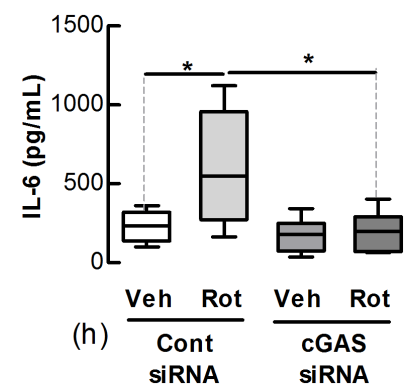 1500
*
*
1000
IL-6 (pg/mL)
500
0
Veh Rot Veh Rot
(h)
Cont cGAS
siRNA siRNA